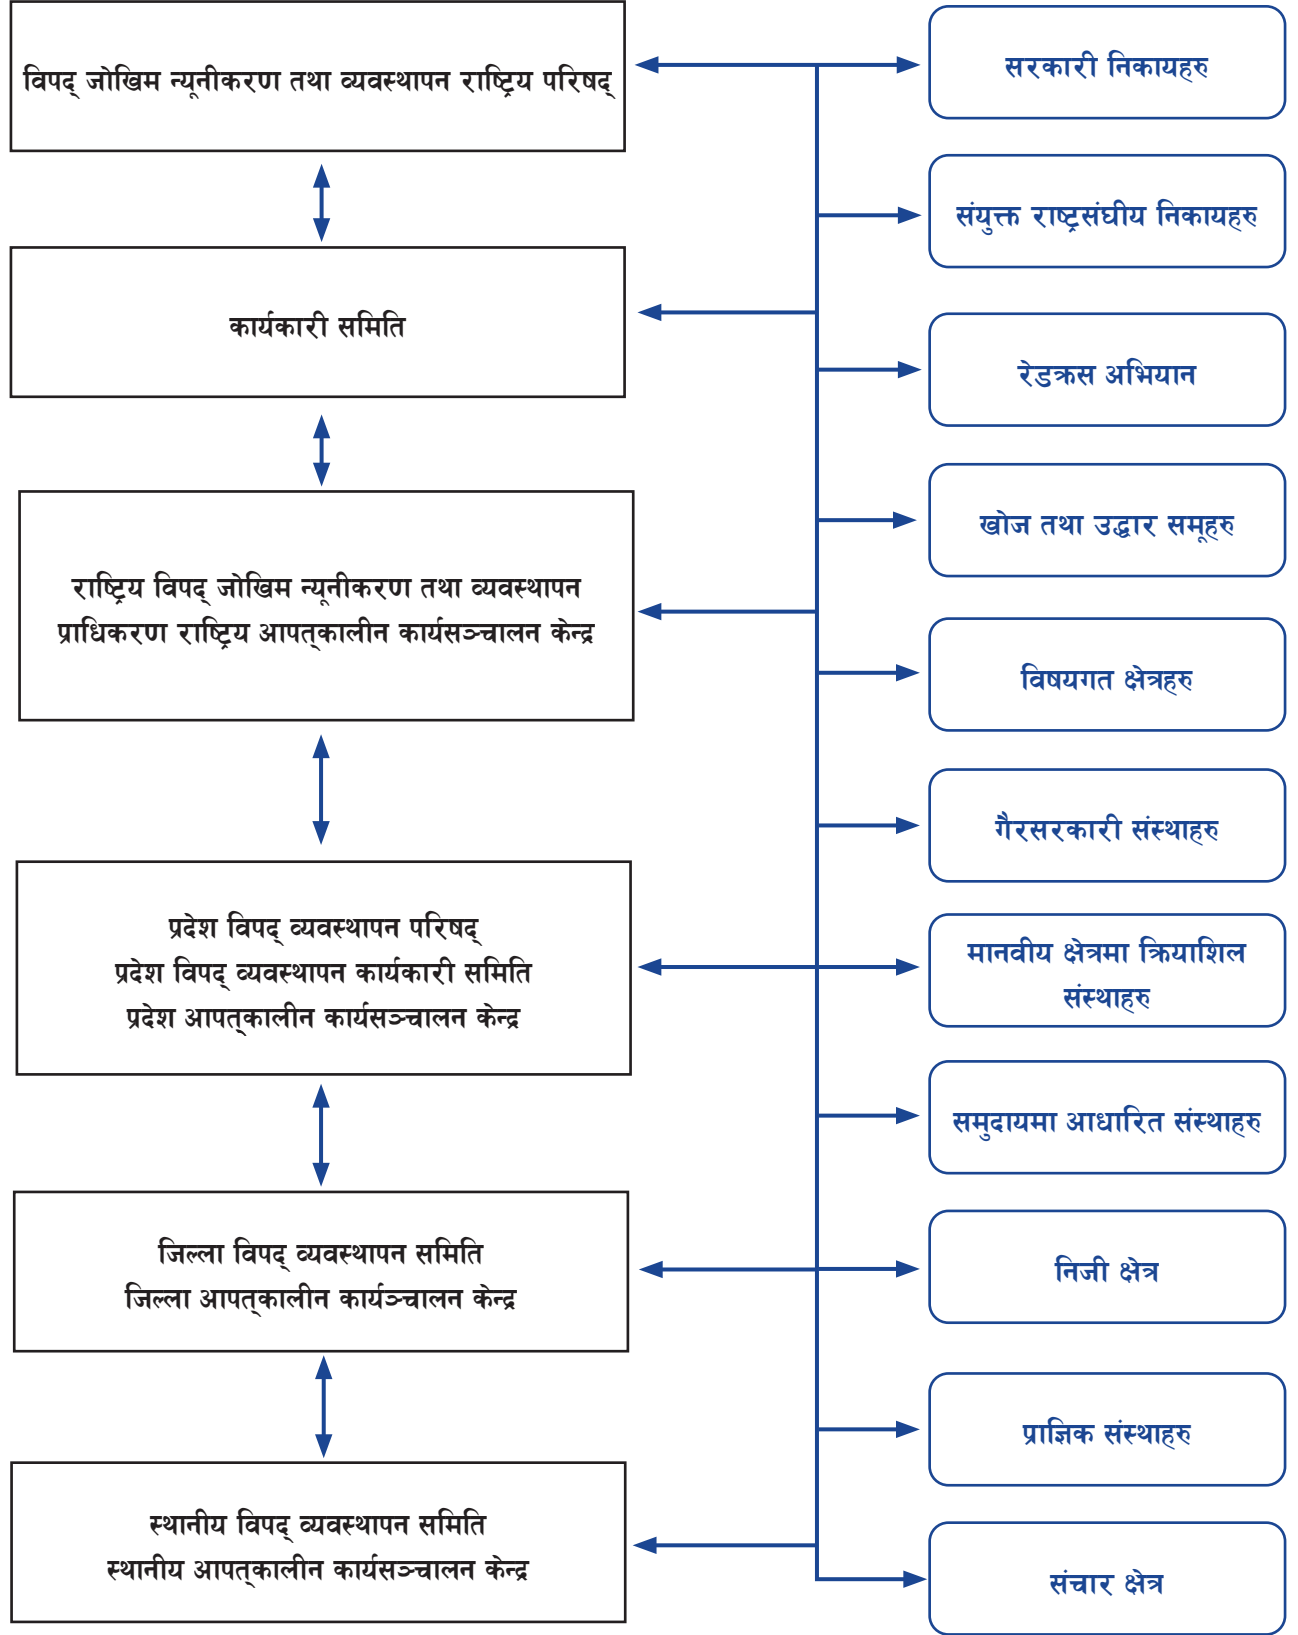 विपद् जोखिम न्यूनीकरण तथा व्यवस्थापन राष्ट्रिय परिषद्
कार्यकारी समिति
राष्ट्रिय विपद् जोखिम न्यूनीकरण तथा व्यवस्थापन
प्राधिकरण राष्ट्रिय आपत्कालीन कार्यसञ्चालन केन्द्र
प्रदेश विपद् व्यवस्थापन परिषद्
प्रदेश विपद् व्यवस्थापन कार्यकारी समिति
प्रदेश आपत्कालीन कार्यसञ्चालन केन्द्र
जिल्ला विपद् व्यवस्थापन समिति
जिल्ला आपत्कालीन कार्यञ्चालन केन्द्र
स्थानीय विपद् व्यवस्थापन समिति
स्थानीय आपत्कालीन कार्यसञ्चालन केन्द्र
सरकारी निकायहरु
संयुक्त राष्ट्रसंघीय निकायहरु
रेडक्रस अभियान
खोज तथा उद्धार समूहरु
विषयगत क्षेत्रहरु
गैरसरकारी संस्थाहरु
मानवीय क्षेत्रमा क्रियाशिल
संस्थाहरु
समुदायमा आधारित संस्थाहरु
निजी क्षेत्र
प्राज्ञिक संस्थाहरु
संचार क्षेत्र